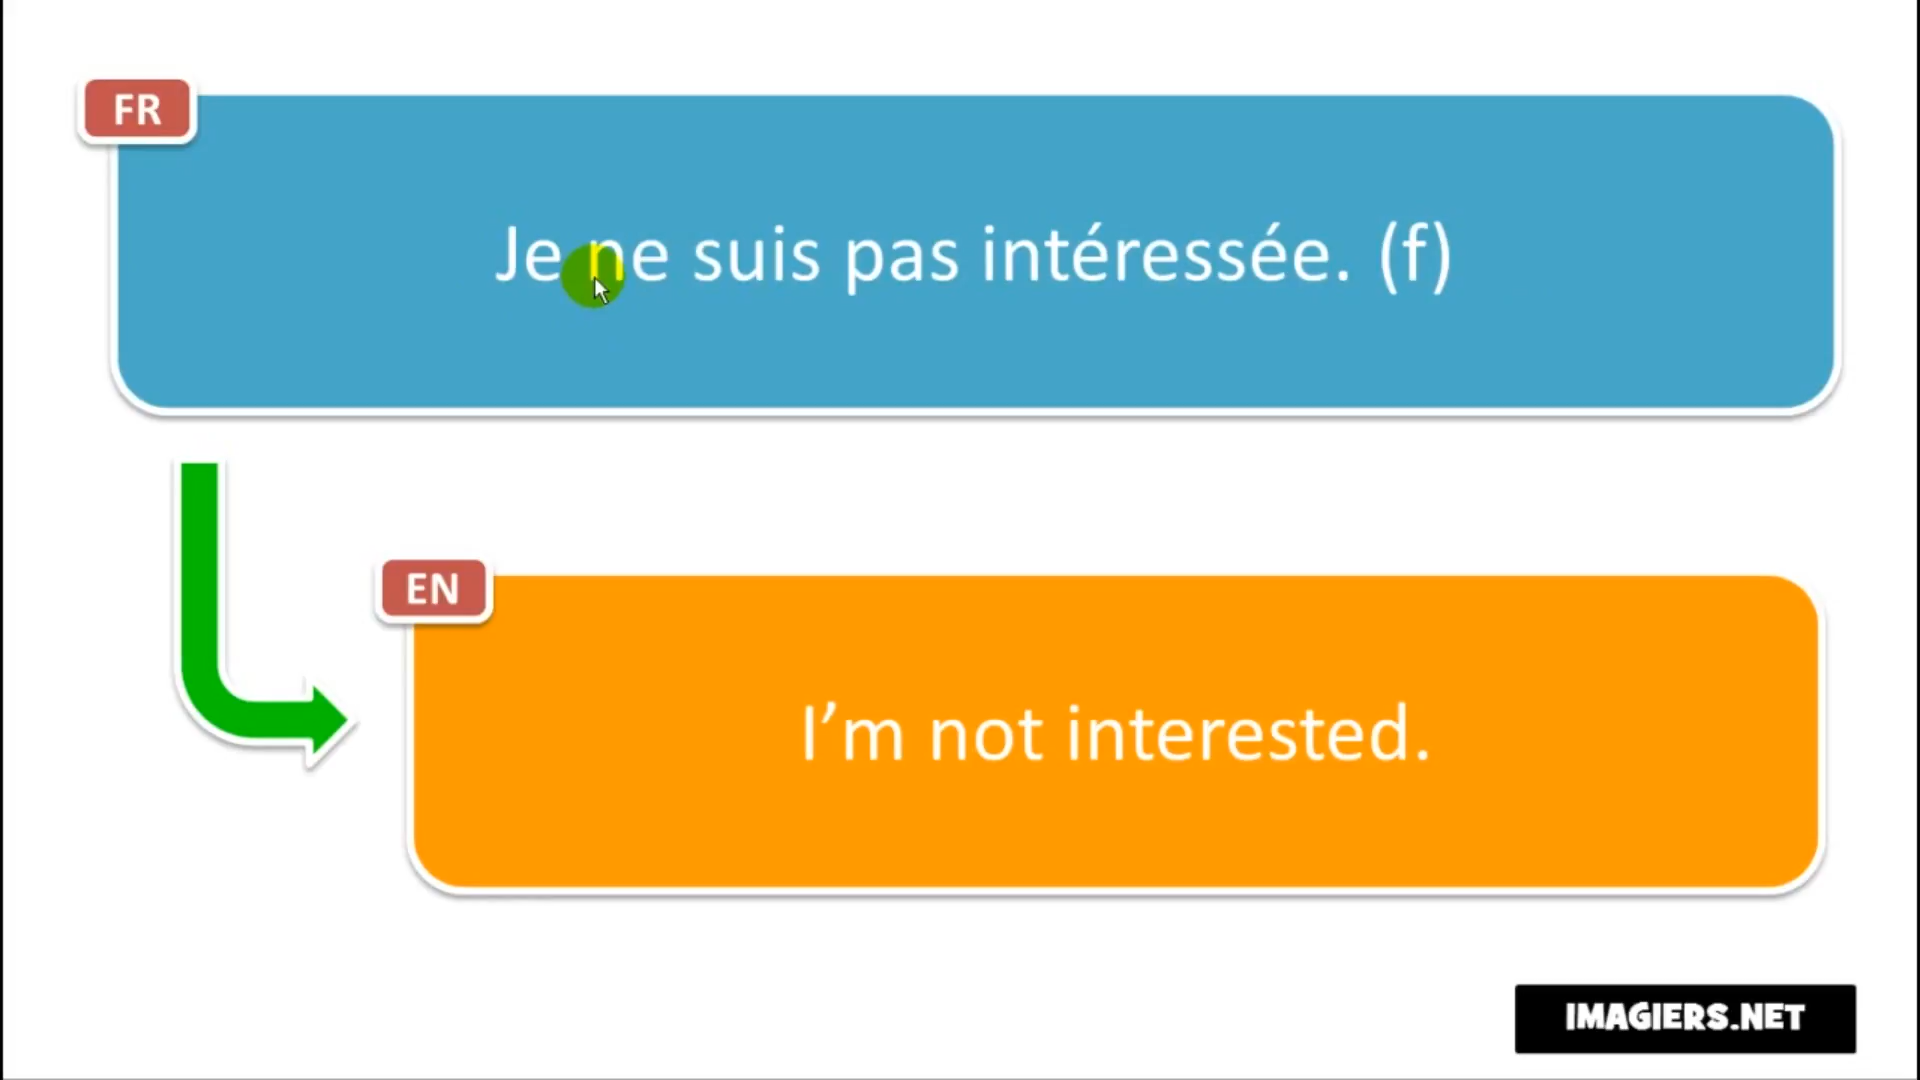 FR
Je ne suis pas intéressée. (f)
EN
I’m not interested.
IMAGIERS.NET